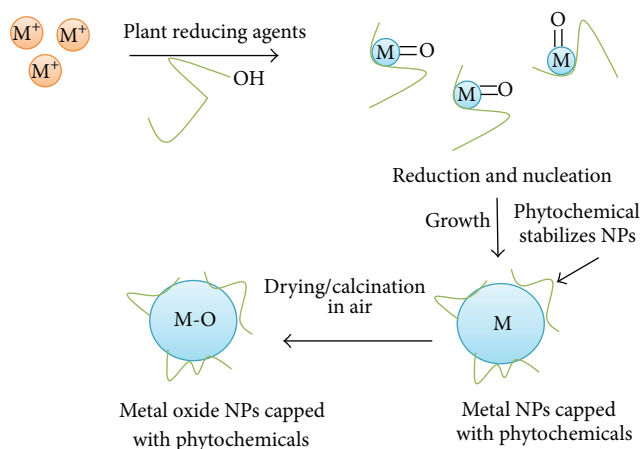 M+
M+
M+
Plant reducing agents
OH
M=O
M=O
O
M
Reduction and nucleation
Growth
Phytochemical
stabilizes NPs
Drying/calcination
in air
M-O
M
Metal oxide NPs capped
with phytochemicals
Metal NPs capped
with phytochemicals